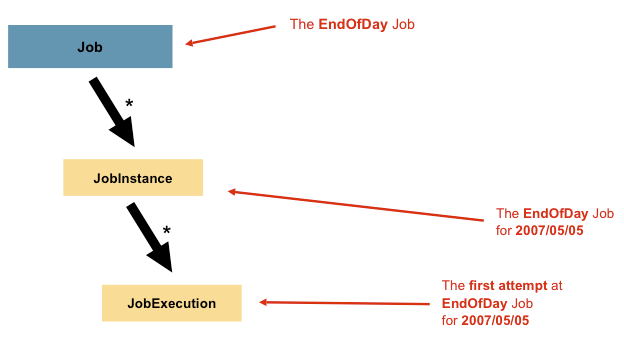 The EndOfDay Job
Job
*
JobInstance
The EndOfDay Job
for 2007/05/05
*
The first attempt at
EndOfDay Job
for 2007/05/05
JobExecution